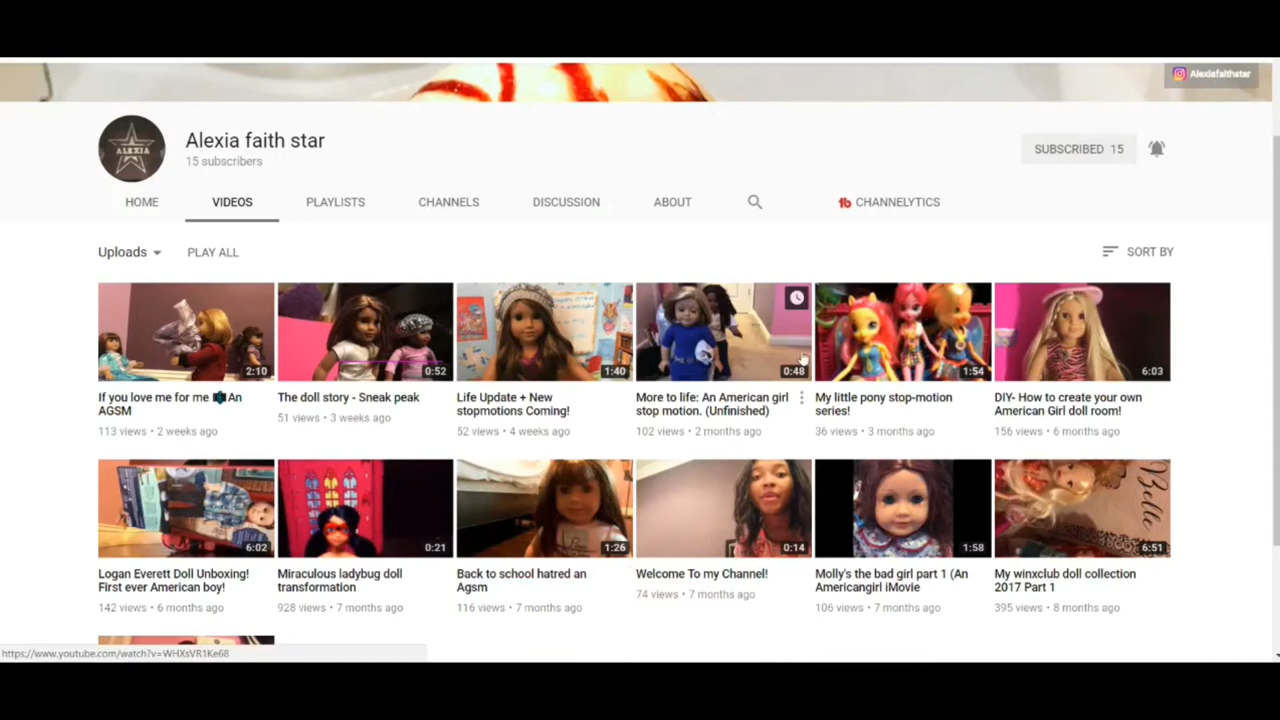 Alexiafaithstar
ALEXIA
Alexia faith star
15 subscribers
SUBSCRIBED 15
HOME
VIDEOS
PLAYLISTS
CHANNELS
DISCUSSION
ABOUT
CHANNELYTICS
Uploads
PLAY ALL
SORT BY
2:10
0:52
1:40
0:48
1:54
6:03
If you love me for me An
AGSM
113 views • 2 weeks ago
The doll story - Sneak peak
51 views • 3 weeks ago
Life Update + New
stopmotions Coming!
52 views • 4 weeks ago
More to life: An American girl
stop motion. (Unfinished)
102 views • 2 months ago
My little pony stop-motion
series!
36 views • 3 months ago
DIY- How to create your own
American Girl doll room!
156 views • 6 months ago
6:02
0:21
1:26
0:14
1:58
Belle
6:51
Logan Everett Doll Unboxing!
First ever American boy!
142 views • 6 months ago
Miraculous ladybug doll
transformation
928 views • 7 months ago
Back to school hatred an
Agsm
116 views • 7 months ago
Welcome To my Channel!
74 views • 7 months ago
Molly's the bad girl part 1 (An
Americangirl iMovie
106 views • 7 months ago
My winxclub doll collection
2017 Part 1
395 views • 8 months ago
https://www.youtube.com/watch?v=WHXsVR1Ke68